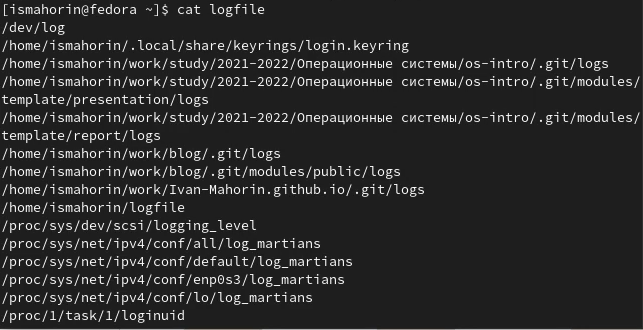 [ismahorin@fedora ~]$ cat logfile
/dev/log
/home/ismahorin/.local/share/keyrings/login.keyring
/home/ismahorin/work/study/2021-2022/Операционные системы/os-intro/.git/logs
/home/ismahorin/work/study/2021-2022/Операционные системы/os-intro/.git/modules/
template/presentation/logs
/home/ismahorin/work/study/2021-2022/Операционные системы/os-intro/.git/modules/
template/report/logs
/home/ismahorin/work/blog/.git/logs
/home/ismahorin/work/blog/.git/modules/public/logs
/home/ismahorin/work/Ivan-Mahorin.github.io/.git/logs
/home/ismahorin/logfile
/proc/sys/dev/scsi/logging_level
/proc/sys/net/ipv4/conf/all/log_martians
/proc/sys/net/ipv4/conf/default/log_martians
/proc/sys/net/ipv4/conf/enp0s3/log_martians
/proc/sys/net/ipv4/conf/lo/log_martians
/proc/1/task/1/loginuid